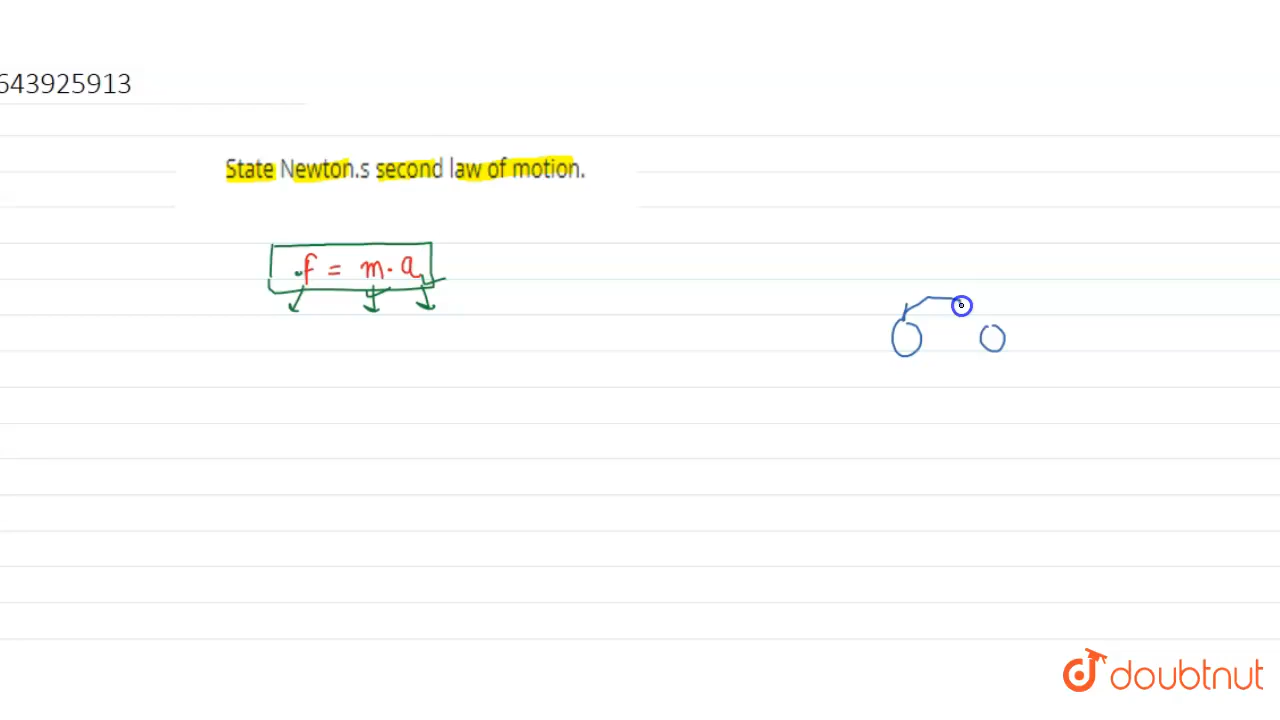 643925913
State Newton.s second law of motion.
f = m. a
doubtnut